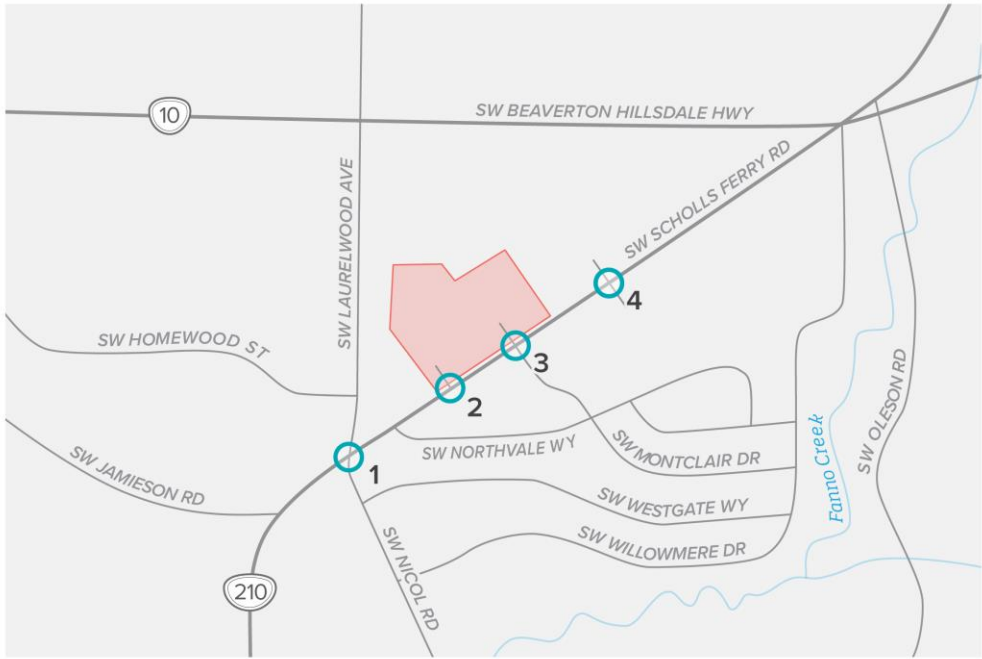 10
SW BEAVERTON HILLSDALE HWY
SW LAURELWOOD AVE
SW SCHOLLS FERRY RD
4
SW HOMEWOOD ST
3
2
SW OLESON RD
Fanno Creek
SW NORTHVALE WY
SW MONTCLAIR DR
1
SW JAMIESON RD
SW WESTGATE WY
SW WILLOWMERE DR
SW NICOL RD
210